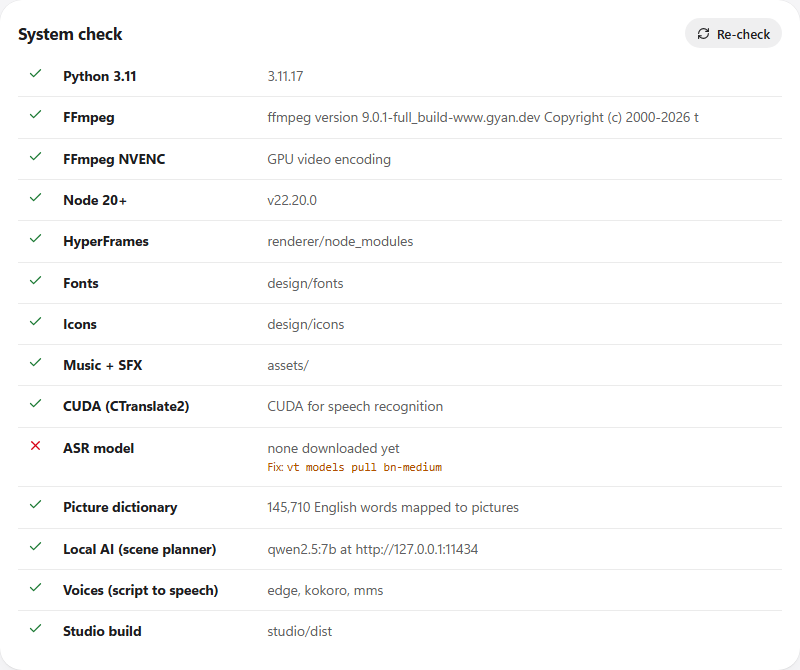 System check
Re-check
Python 3.11 3.11.17
FFmpeg ffmpeg version 9.0.1-full_build-www.gyan.dev Copyright (c) 2000-2026 t
FFmpeg NVENC GPU video encoding
Node 20+ v22.20.0
HyperFrames renderer/node_modules
Fonts design/fonts
Icons design/icons
Music + SFX assets/
CUDA (CTranslate2) CUDA for speech recognition
ASR model none downloaded yet
Fix: vt models pull bn-medium
Picture dictionary 145,710 English words mapped to pictures
Local AI (scene planner) qwen2.5:7b at http://127.0.0.1:11434
Voices (script to speech) edge, kokoro, mms
Studio build studio/dist